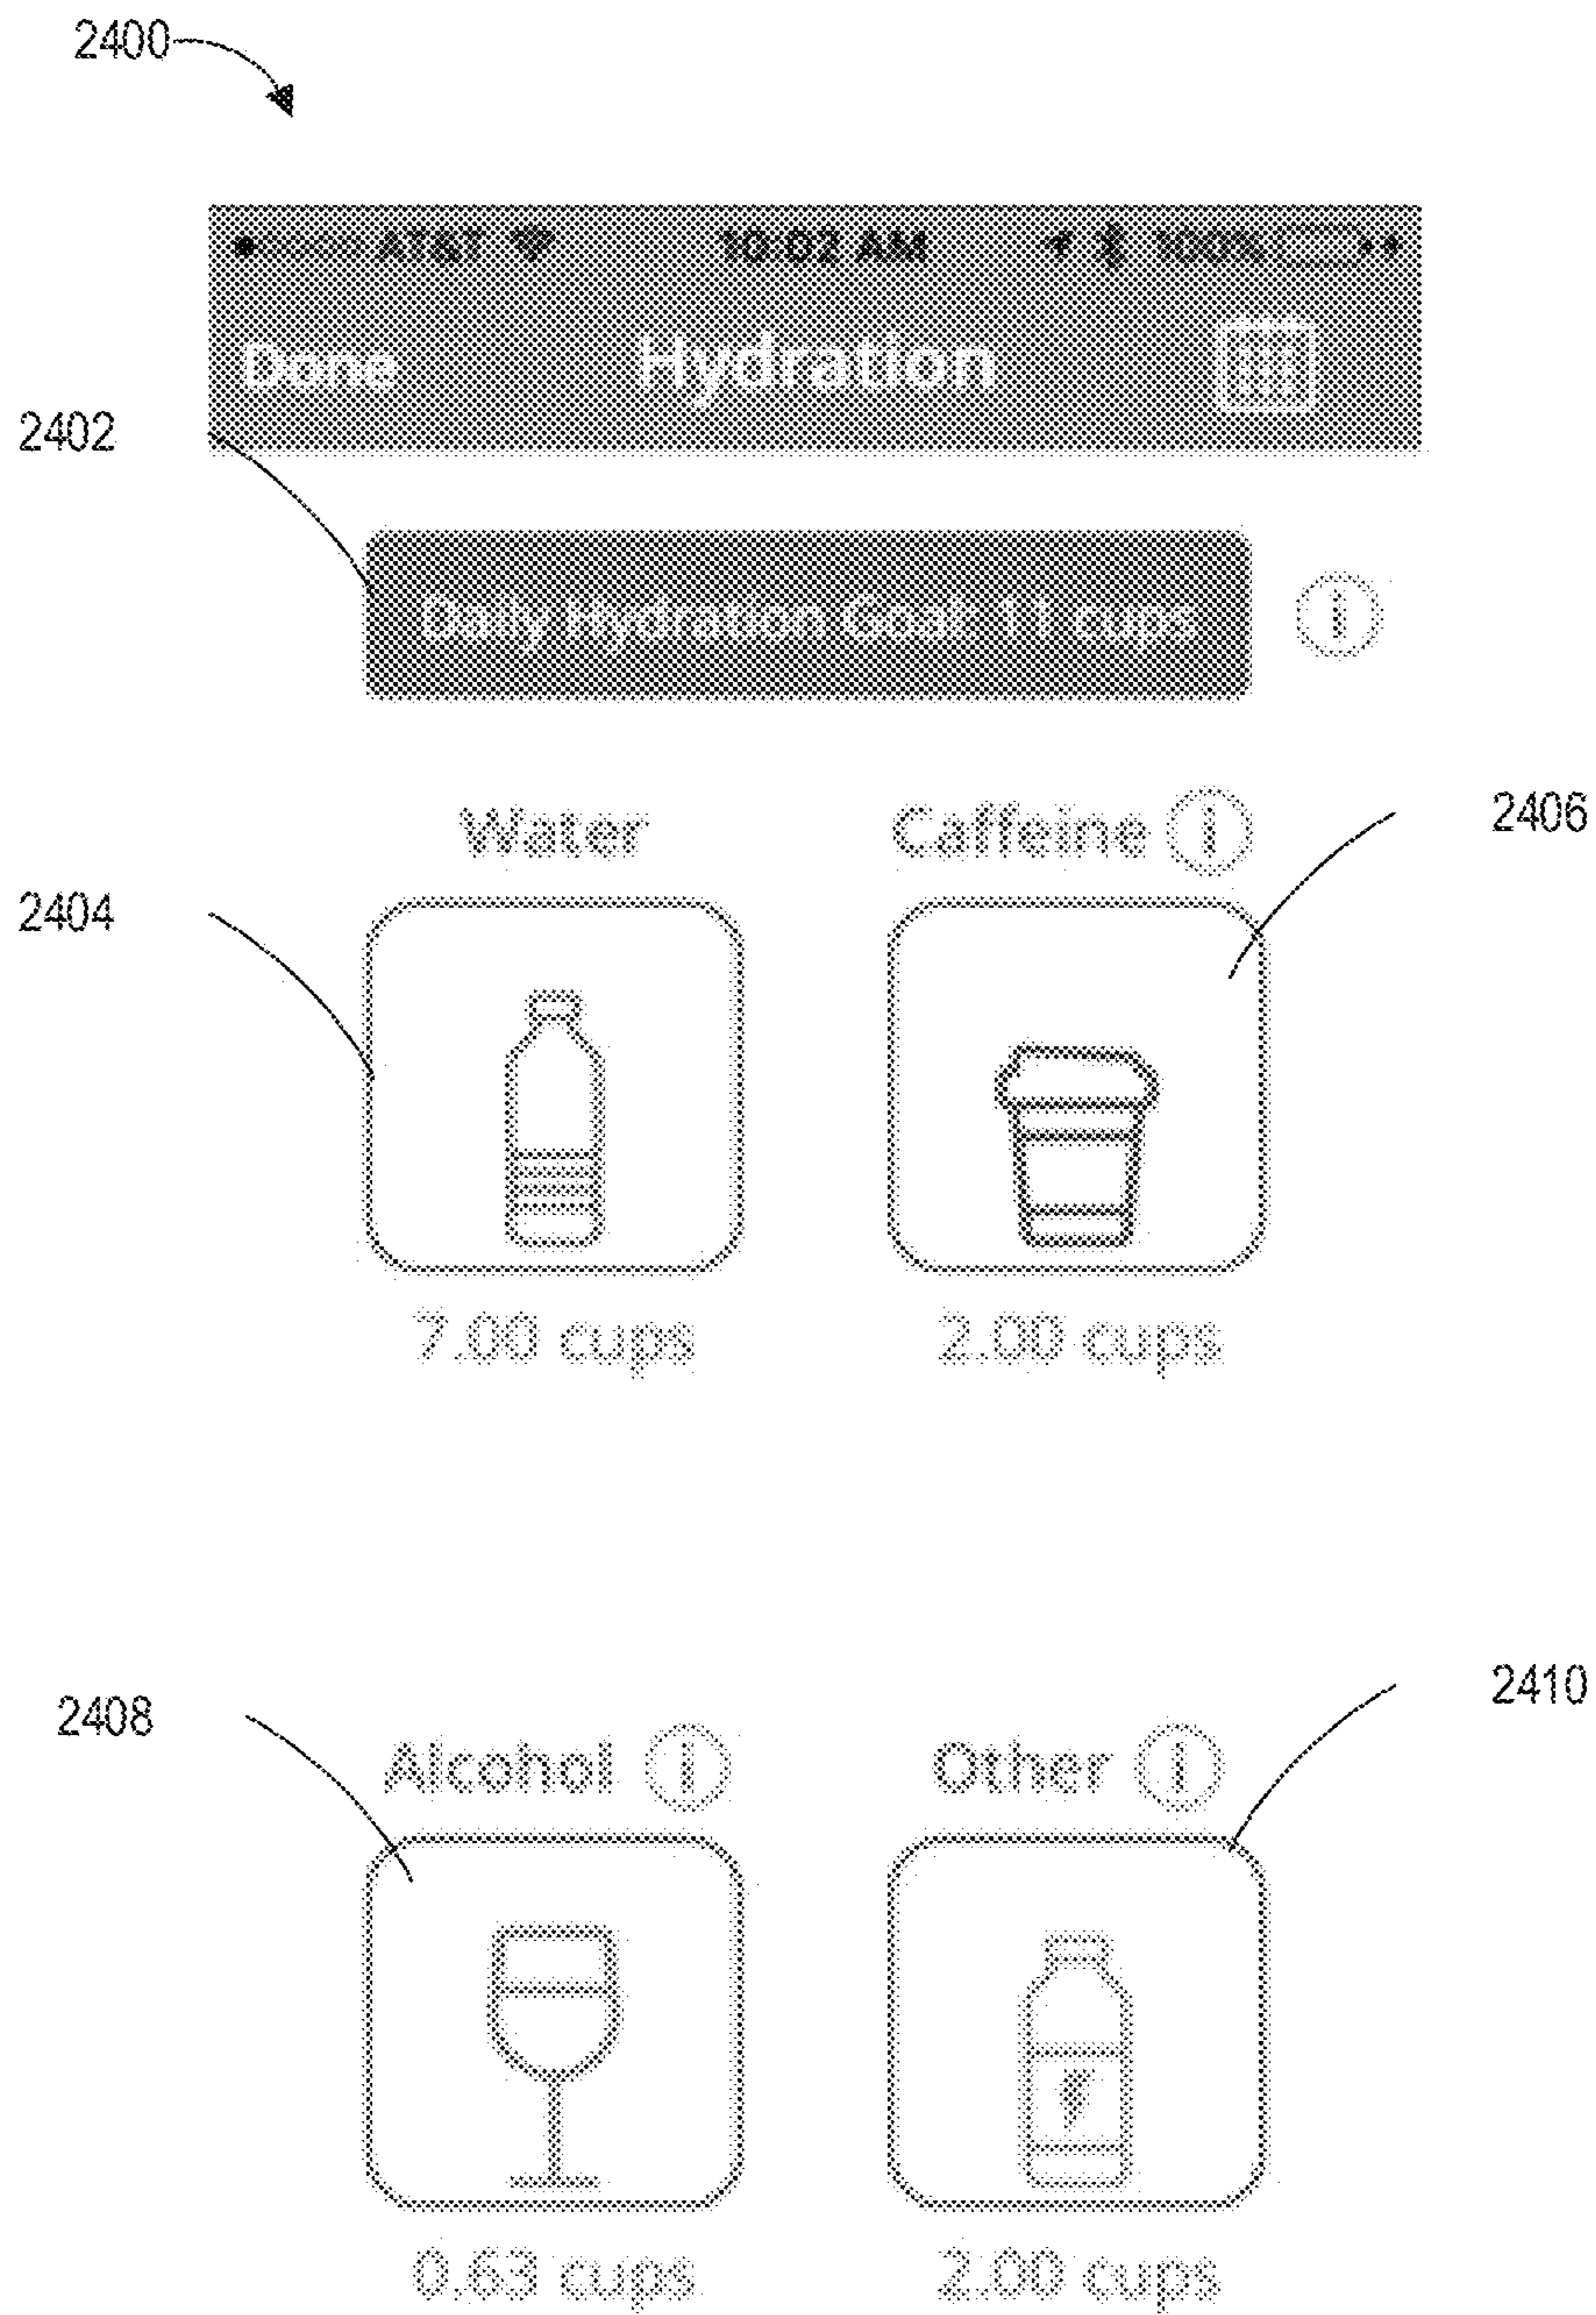 2400
AT&T 10:02 AM 100%
Done Hydration
2402
Daily Hydration Goal: 11 cups i
Water Caffeine i 2406
2404
7.00 cups 2.00 cups
2408 2410
Alcohol i Other i
0.63 cups 2.00 cups